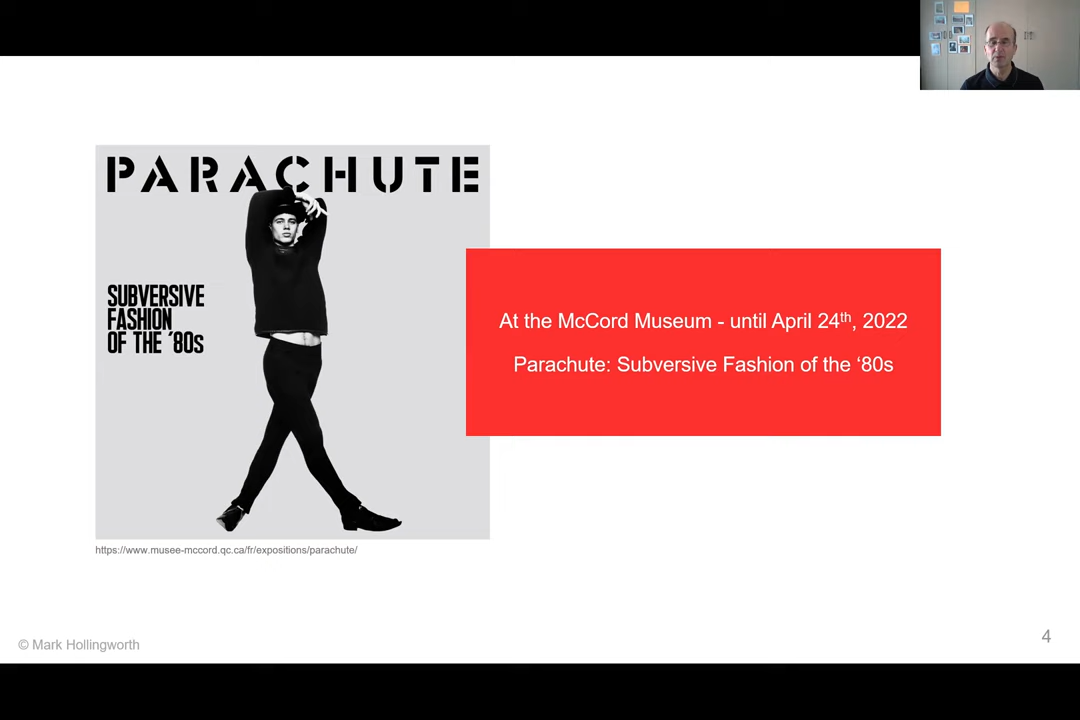 PARACHUTE
SUBVERSIVE
FASHION
OF THE '80s
At the McCord Museum - until April 24th, 2022
Parachute: Subversive Fashion of the ‘80s
https://www.musee-mccord.qc.ca/fr/expositions/parachute/
© Mark Hollingworth
4